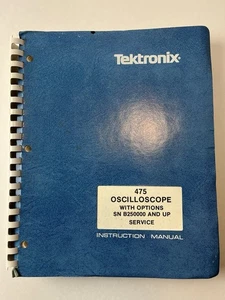 Tektronix
475
OSCILLOSCOPE
WITH OPTIONS
SN B250000 AND UP
SERVICE
INSTRUCTION MANUAL